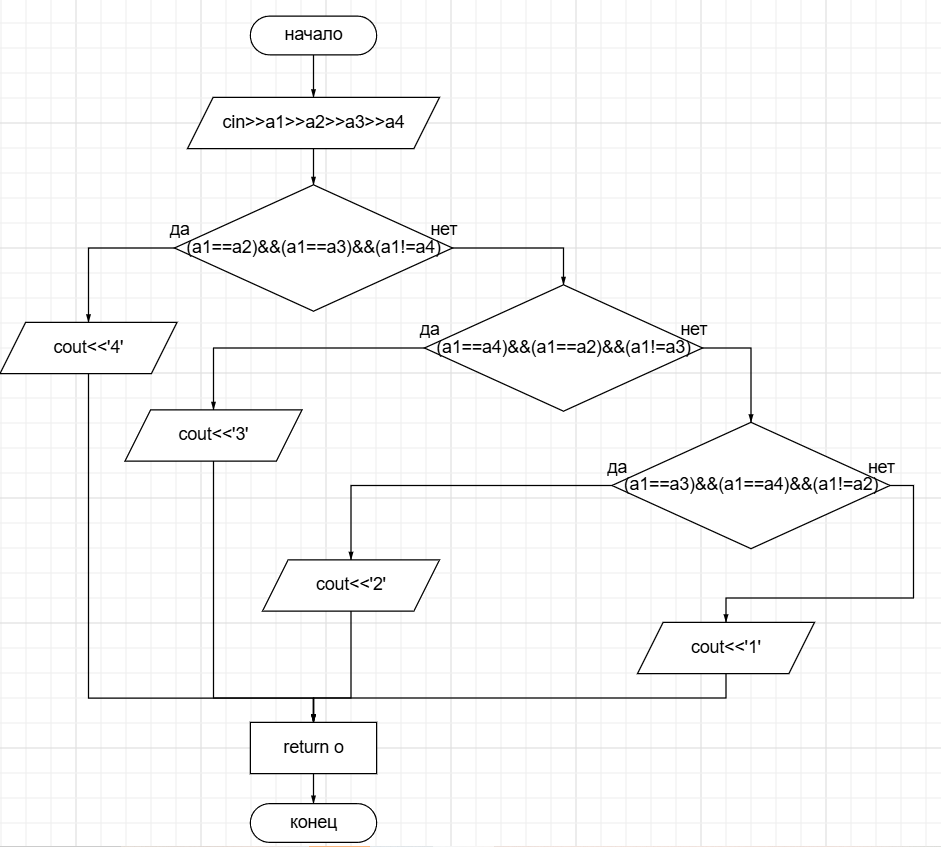 начало
cin>>a1>>a2>>a3>>a4
да
нет
(a1==a2)&&(a1==a3)&&(a1!=a4)
cout<<'4'
да
нет
(a1==a4)&&(a1==a2)&&(a1!=a3)
cout<<'3'
да
нет
(a1==a3)&&(a1==a4)&&(a1!=a2)
cout<<'2'
cout<<'1'
return o
конец